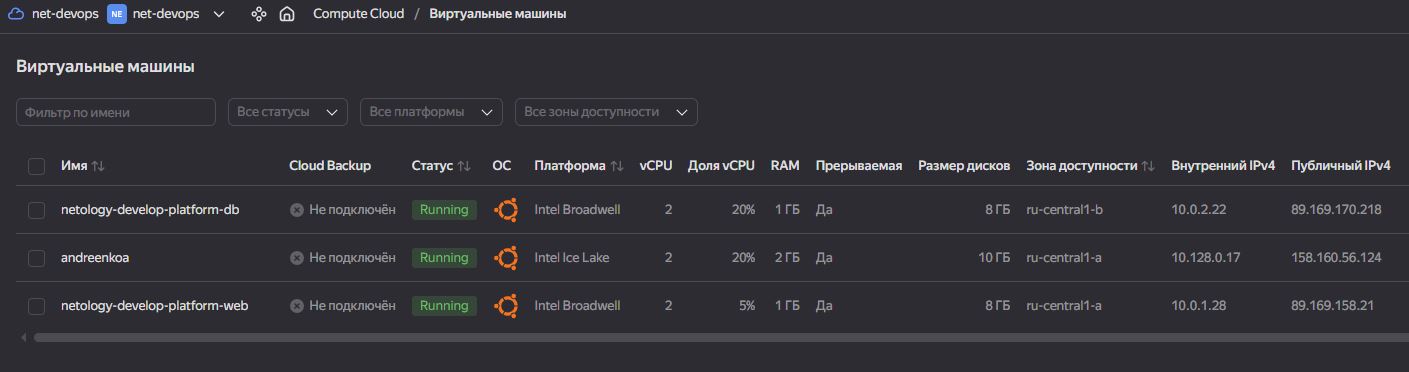 net-devops NE net-devops Compute Cloud / Виртуальные машины
Виртуальные машины
Фильтр по имени Все статусы Все платформы Все зоны доступности
Имя Cloud Backup Статус ОС Платформа vCPU Доля vCPU RAM Прерываемая Размер дисков Зона доступности Внутренний IPv4 Публичный IPv4
netology-develop-platform-db Не подключён Running Intel Broadwell 2 20% 1 ГБ Да 8 ГБ ru-central1-b 10.0.2.22 89.169.170.218
andreenkoa Не подключён Running Intel Ice Lake 2 20% 2 ГБ Да 10 ГБ ru-central1-a 10.128.0.17 158.160.56.124
netology-develop-platform-web Не подключён Running Intel Broadwell 2 5% 1 ГБ Да 8 ГБ ru-central1-a 10.0.1.28 89.169.158.21